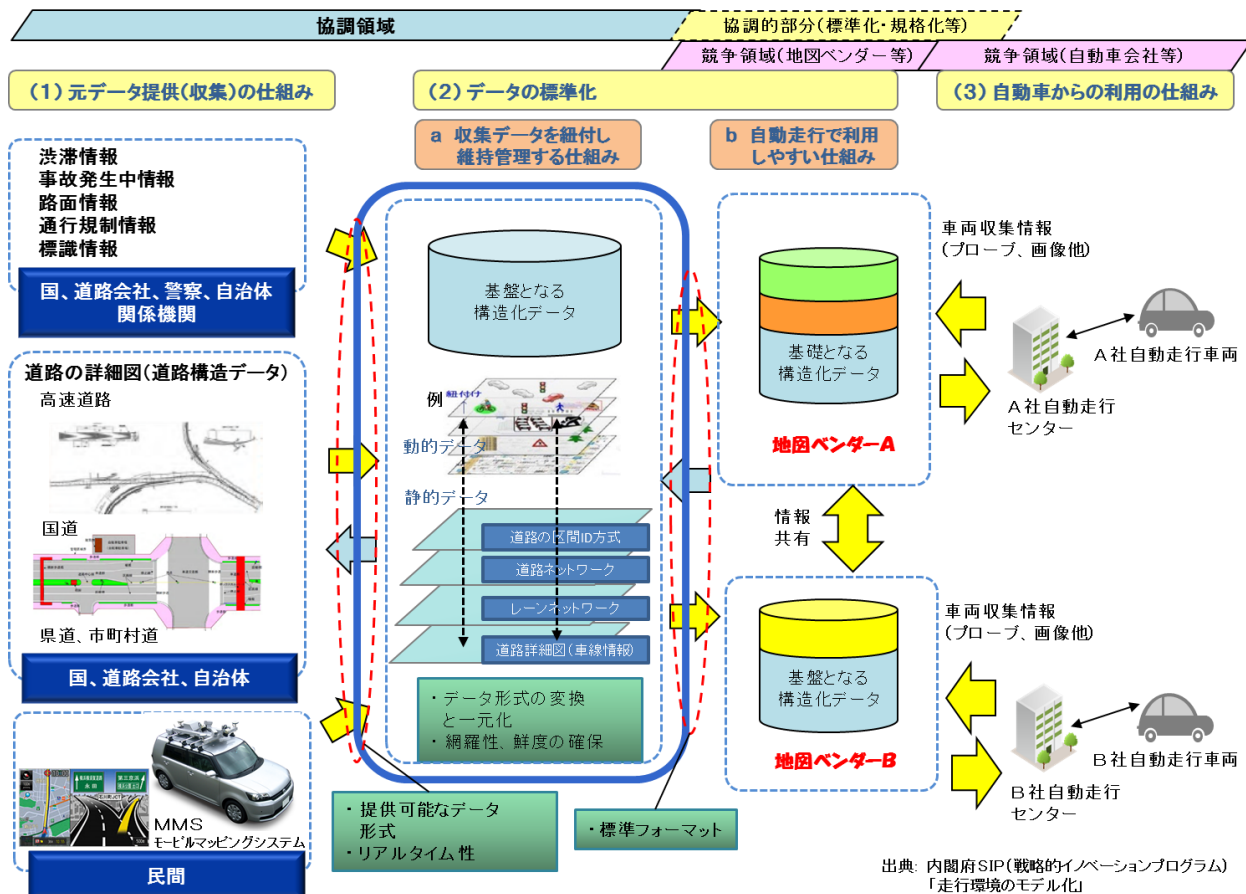 協調領域
協調的部分(標準化・規格化等)
競争領域(地図ベンダー等)
競争領域(自動車会社等)
(1)元データ提供(収集)の仕組み
(2)データの標準化
(3)自動車からの利用の仕組み
a 収集データを紐付し
維持管理する仕組み
b 自動走行で利用
しやすい仕組み
渋滞情報
事故発生中情報
路面情報
通行規制情報
標識情報
国、道路会社、警察、自治体
関係機関
道路の詳細図(道路構造データ)
高速道路
国道
県道、市町村道
国、道路会社、自治体
MMS
モービルマッピングシステム
民間
基盤となる
構造化データ
例
紐付け
動的データ
静的データ
道路の区間ID方式
道路ネットワーク
レーンネットワーク
道路詳細図(車線情報)
・データ形式の変換
と一元化
・網羅性、鮮度の確保
・提供可能なデータ
形式
・リアルタイム性
・標準フォーマット
基礎となる
構造化データ
地図ベンダーA
情報
共有
基盤となる
構造化データ
地図ベンダーB
車両収集情報
(プローブ、画像他)
A社自動走行車両
A社自動走行
センター
車両収集情報
(プローブ、画像他)
B社自動走行車両
B社自動走行
センター
出典: 内閣府SIP(戦略的イノベーションプログラム)
「走行環境のモデル化」